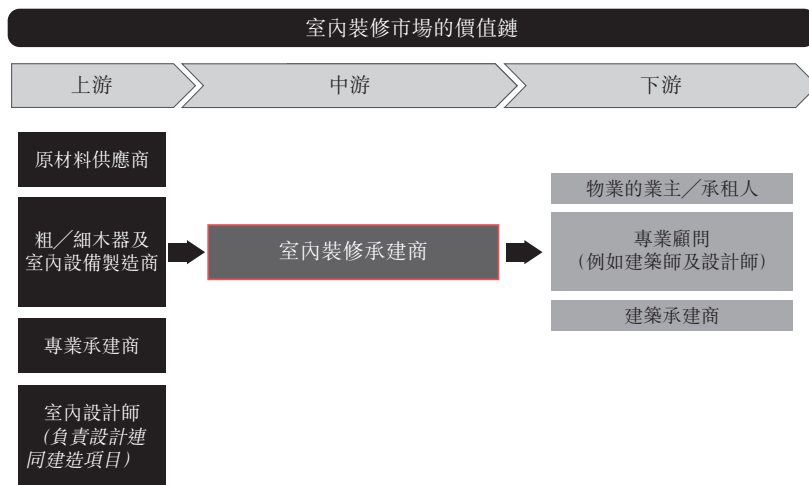 室內裝修市場的價值鏈
上游
中游
下游
原材料供應商
粗／細木器及
室內設備製造商
專業承建商
室內設計師
（負責設計連
同建造項目）
室內裝修承建商
物業的業主／承租人
專業顧問
（例如建築師及設計師）
建築承建商